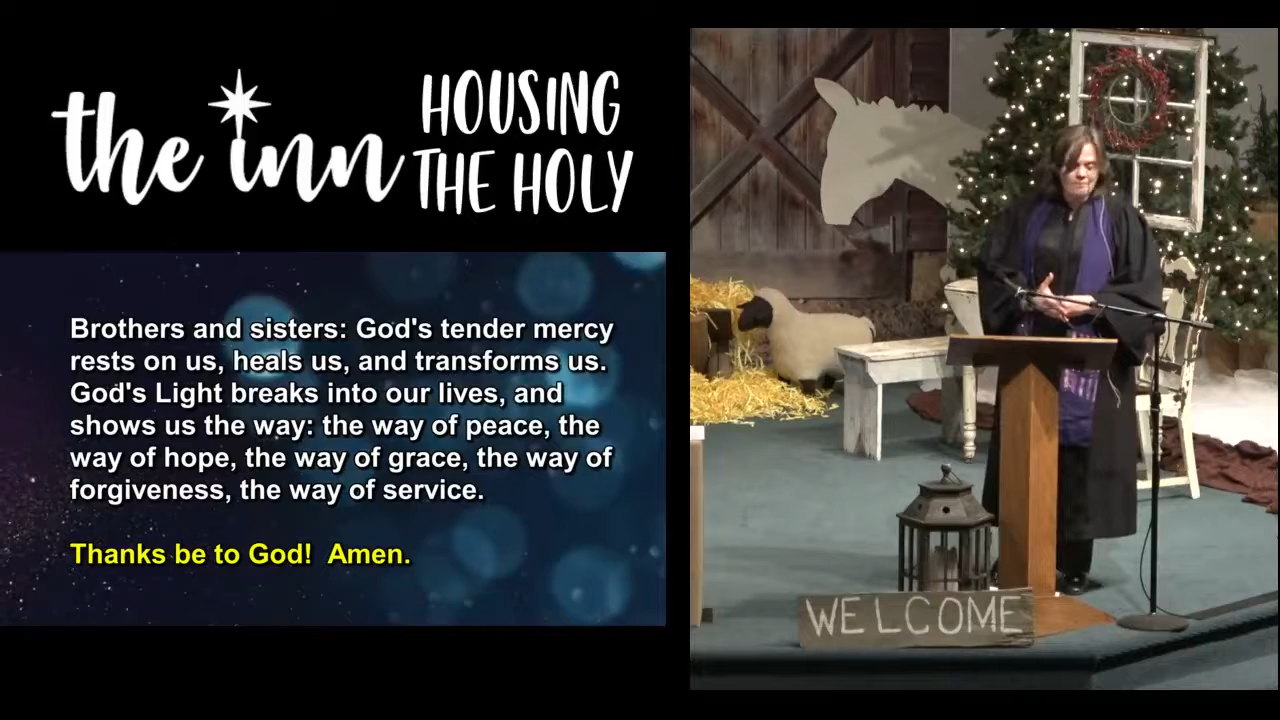 the inn HOUSING
THE HOLY
Brothers and sisters: God's tender mercy
rests on us, heals us, and transforms us.
God's Light breaks into our lives, and
shows us the way: the way of peace, the
way of hope, the way of grace, the way of
forgiveness, the way of service.
Thanks be to God!  Amen.
WELCOME